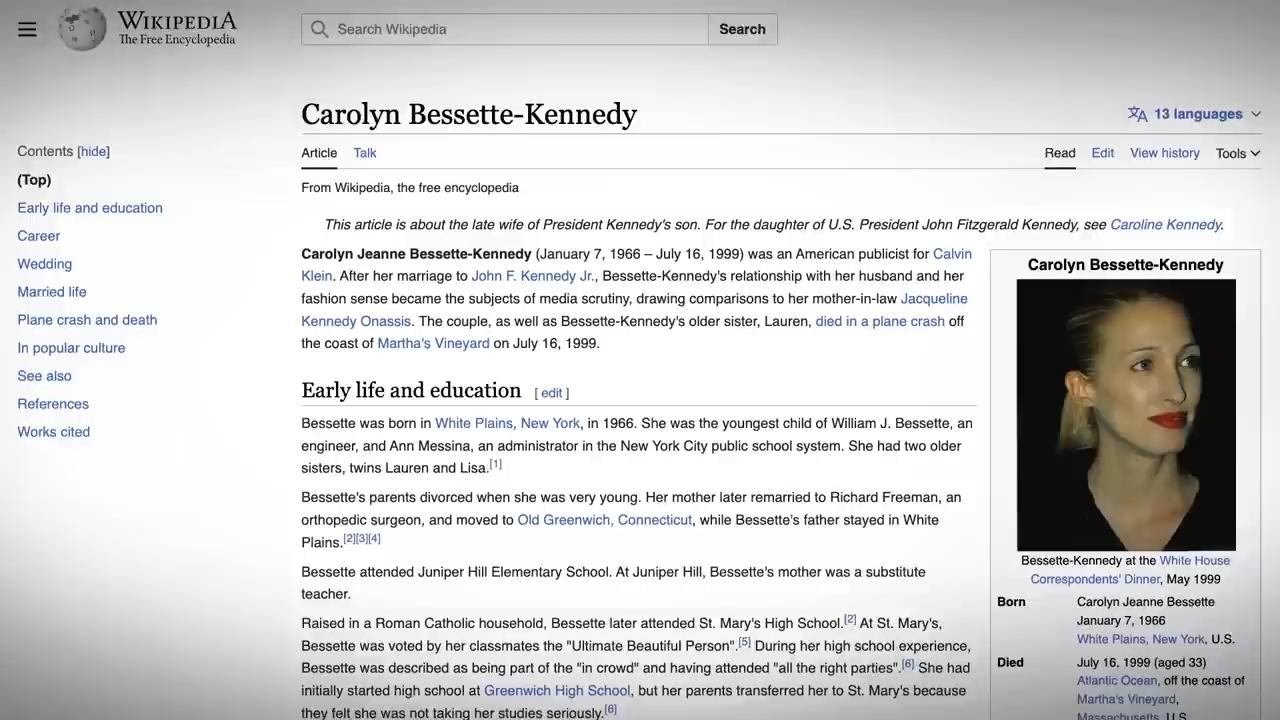 WIKIPEDIA
The Free Encyclopedia
Search Wikipedia
Search
Carolyn Bessette-Kennedy
13 languages
Contents [hide]
(Top)
Early life and education
Career
Wedding
Married life
Plane crash and death
In popular culture
See also
References
Works cited
Article Talk
Read Edit View history Tools
From Wikipedia, the free encyclopedia
This article is about the late wife of President Kennedy's son. For the daughter of U.S. President John Fitzgerald Kennedy, see Caroline Kennedy.
Carolyn Jeanne Bessette-Kennedy (January 7, 1966 – July 16, 1999) was an American publicist for Calvin
Klein. After her marriage to John F. Kennedy Jr., Bessette-Kennedy's relationship with her husband and her
fashion sense became the subjects of media scrutiny, drawing comparisons to her mother-in-law Jacqueline
Kennedy Onassis. The couple, as well as Bessette-Kennedy's older sister, Lauren, died in a plane crash off
the coast of Martha's Vineyard on July 16, 1999.
Early life and education [ edit ]
Bessette was born in White Plains, New York, in 1966. She was the youngest child of William J. Bessette, an
engineer, and Ann Messina, an administrator in the New York City public school system. She had two older
sisters, twins Lauren and Lisa.[1]
Bessette's parents divorced when she was very young. Her mother later remarried to Richard Freeman, an
orthopedic surgeon, and moved to Old Greenwich, Connecticut, while Bessette's father stayed in White
Plains.[2][3][4]
Bessette attended Juniper Hill Elementary School. At Juniper Hill, Bessette's mother was a substitute
teacher.
Raised in a Roman Catholic household, Bessette later attended St. Mary's High School.[2] At St. Mary's,
Bessette was voted by her classmates the "Ultimate Beautiful Person".[5] During her high school experience,
Bessette was described as being part of the "in crowd" and having attended "all the right parties".[6] She had
initially started high school at Greenwich High School, but her parents transferred her to St. Mary's because
they felt she was not taking her studies seriously.[6]
Carolyn Bessette-Kennedy
Bessette-Kennedy at the White House
Correspondents' Dinner, May 1999
Born Carolyn Jeanne Bessette
January 7, 1966
White Plains, New York, U.S.
Died July 16, 1999 (aged 33)
Atlantic Ocean, off the coast of
Martha's Vineyard,
Massachusetts, U.S.